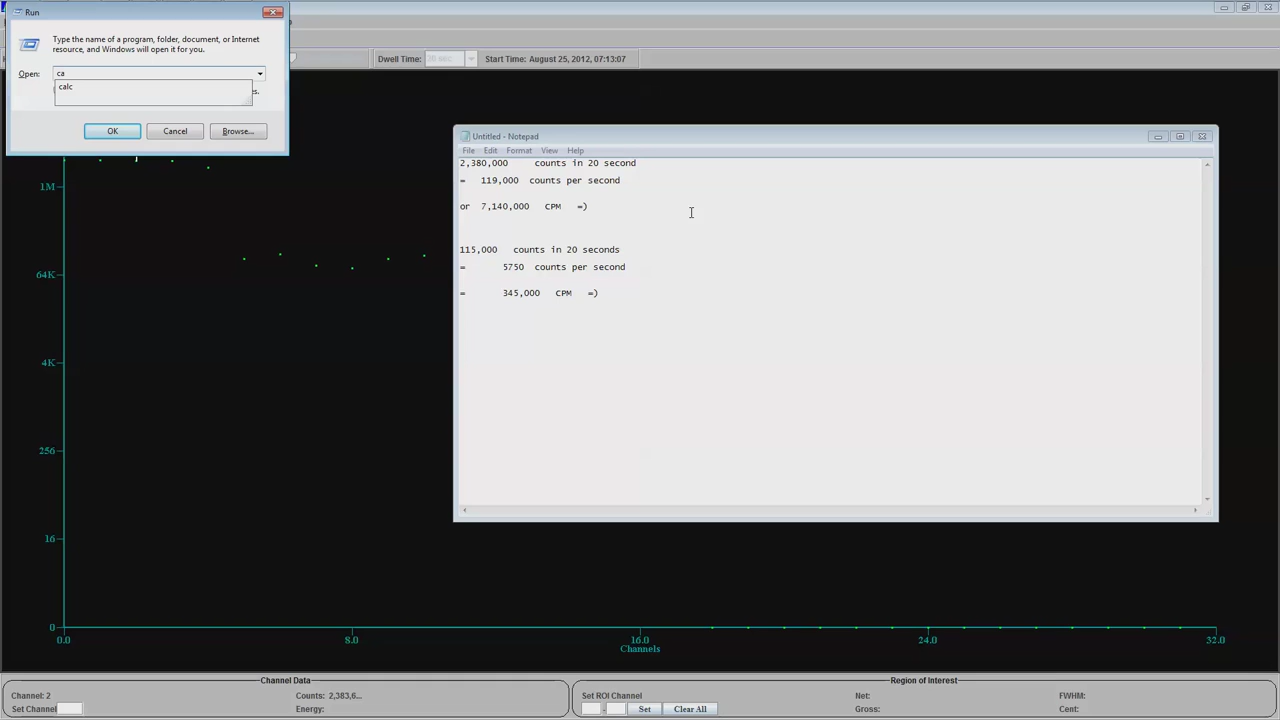 Run
Type the name of a program, folder, document, or Internet
resource, and Windows will open it for you.
Open: ca
calc
es.
OK Cancel Browse...
Dwell Time: 20 sec Start Time: August 25, 2012, 07:13:07
Untitled - Notepad
File Edit Format View Help
2,380,000 counts in 20 second
= 119,000 counts per second
or 7,140,000 CPM =)
115,000 counts in 20 seconds
= 5750 counts per second
= 345,000 CPM =)
1M
64K
4K
256
16
0
0.0 8.0 16.0 24.0 32.0
Channels
Channel Data
Channel: 2 Counts: 2,383,6...
Set Channel Energy:
Region of Interest
Set ROI Channel Net: FWHM:
- Set Clear All Gross: Cent: